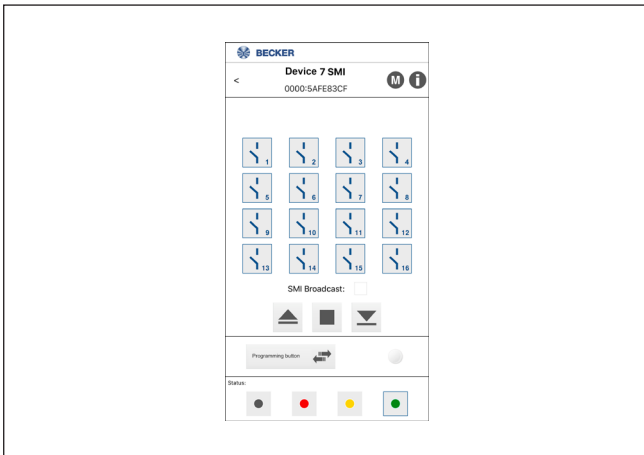 BECKER
<
Device 7 SMI
0000:5AFE83CF
M i
1 2 3 4
5 6 7 8
9 10 11 12
13 14 15 16
SMI Broadcast:
Programming button
Status: